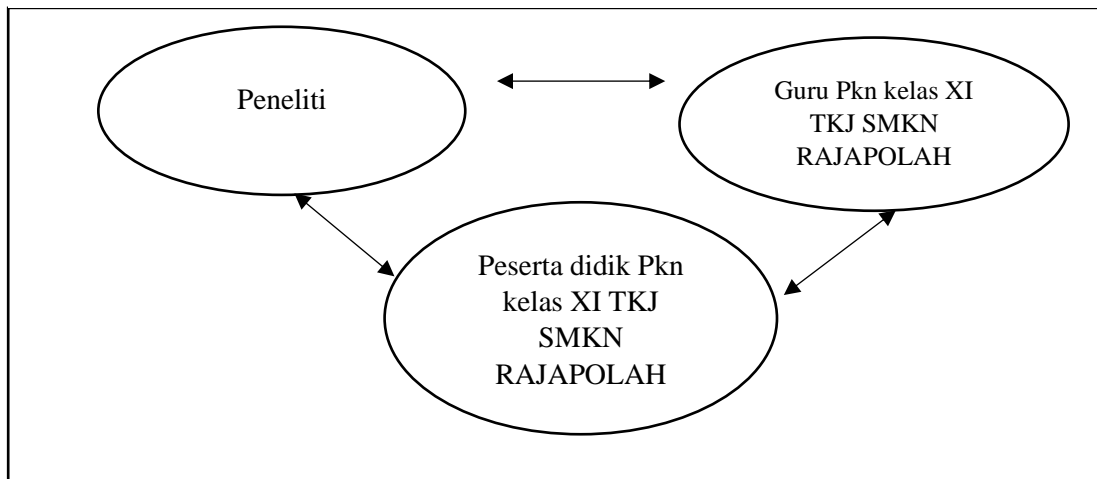 Peneliti
Guru Pkn kelas XI
TKJ SMKN
RAJAPOLAH
Peserta didik Pkn
kelas XI TKJ
SMKN
RAJAPOLAH